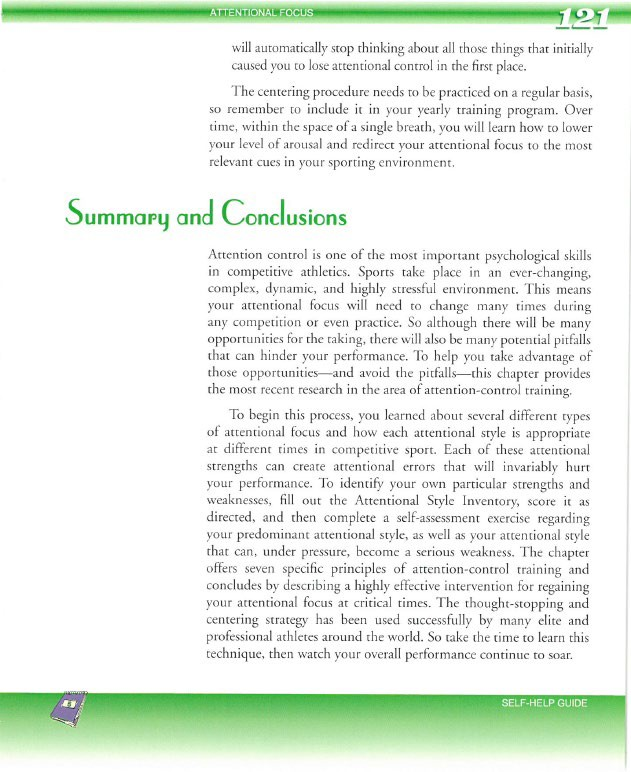 ATTENTIONAL FOCUS
121
will automatically stop thinking about all those things that initially
caused you to lose attentional control in the first place.
The centering procedure needs to be practiced on a regular basis,
so remember to include it in your yearly training program. Over
time, within the space of a single breath, you will learn how to lower
your level of arousal and redirect your attentional focus to the most
relevant cues in your sporting environment.
Summary and Conclusions
Attention control is one of the most important psychological skills
in competitive athletics. Sports take place in an ever-changing,
complex, dynamic, and highly stressful environment. This means
your attentional focus will need to change many times during
any competition or even practice. So although there will be many
opportunities for the taking, there will also be many potential pitfalls
that can hinder your performance. To help you take advantage of
those opportunities—and avoid the pitfalls—this chapter provides
the most recent research in the area of attention-control training.
To begin this process, you learned about several different types
of attentional focus and how each attentional style is appropriate
at different times in competitive sport. Each of these attentional
strengths can create attentional errors that will invariably hurt
your performance. To identify your own particular strengths and
weaknesses, fill out the Attentional Style Inventory, score it as
directed, and then complete a self-assessment exercise regarding
your predominant attentional style, as well as your attentional style
that can, under pressure, become a serious weakness. The chapter
offers seven specific principles of attention-control training and
concludes by describing a highly effective intervention for regaining
your attentional focus at critical times. The thought-stopping and
centering strategy has been used successfully by many elite and
professional athletes around the world. So take the time to learn this
technique, then watch your overall performance continue to soar.
SELF-HELP GUIDE